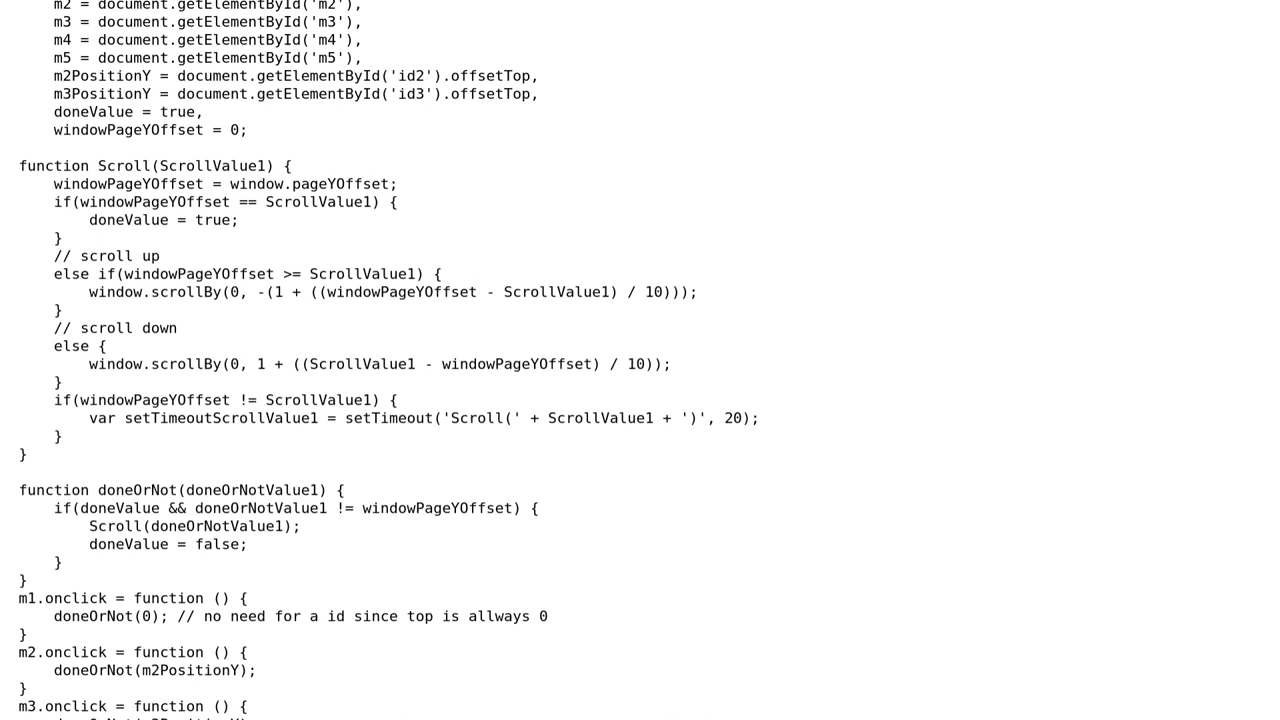 m2 = document.getElementById('m2'),
m3 = document.getElementById('m3'),
m4 = document.getElementById('m4'),
m5 = document.getElementById('m5'),
m2PositionY = document.getElementById('id2').offsetTop,
m3PositionY = document.getElementById('id3').offsetTop,
doneValue = true,
windowPageYOffset = 0;
function Scroll(ScrollValue1) {
windowPageYOffset = window.pageYOffset;
if(windowPageYOffset == ScrollValue1) {
doneValue = true;
}
// scroll up
else if(windowPageYOffset >= ScrollValue1) {
window.scrollBy(0, -(1 + ((windowPageYOffset - ScrollValue1) / 10)));
}
// scroll down
else {
window.scrollBy(0, 1 + ((ScrollValue1 - windowPageYOffset) / 10));
}
if(windowPageYOffset != ScrollValue1) {
var setTimeoutScrollValue1 = setTimeout('Scroll(' + ScrollValue1 + ')', 20);
}
}
function doneOrNot(doneOrNotValue1) {
if(doneValue && doneOrNotValue1 != windowPageYOffset) {
Scroll(doneOrNotValue1);
doneValue = false;
}
}
m1.onclick = function () {
doneOrNot(0); // no need for a id since top is allways 0
}
m2.onclick = function () {
doneOrNot(m2PositionY);
}
m3.onclick = function () {